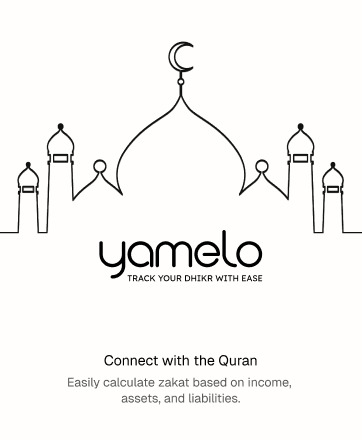 yamelo
TRACK YOUR DHIKR WITH EASE
Connect with the Quran
Easily calculate zakat based on income,
assets, and liabilities.